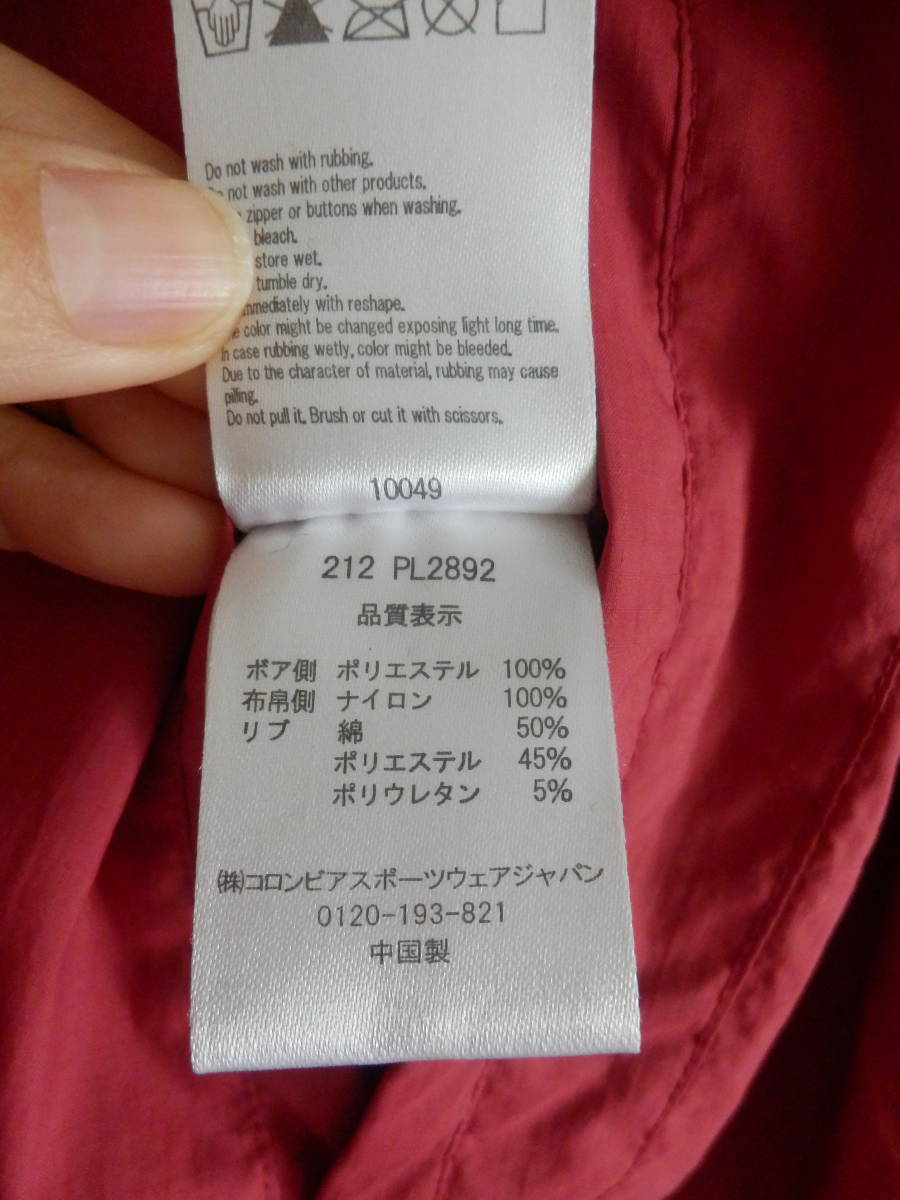 Do not wash with rubbing.
not wash with other products.
zipper or buttons when washing.
bleach.
store wet.
tumble dry.
immediately with reshape.
color might be changed exposing light long time.
In case rubbing wetly, color might be bleeded.
Due to the character of material, rubbing may cause
pilling.
Do not pull it. Brush or cut it with scissors.
10049
212 PL2892
品質表示
ボア側 ポリエステル 100%
布帛側 ナイロン 100%
リブ 綿 50%
ポリエステル 45%
ポリウレタン 5%
㈱コロンビアスポーツウェアジャパン
0120-193-821
中国製